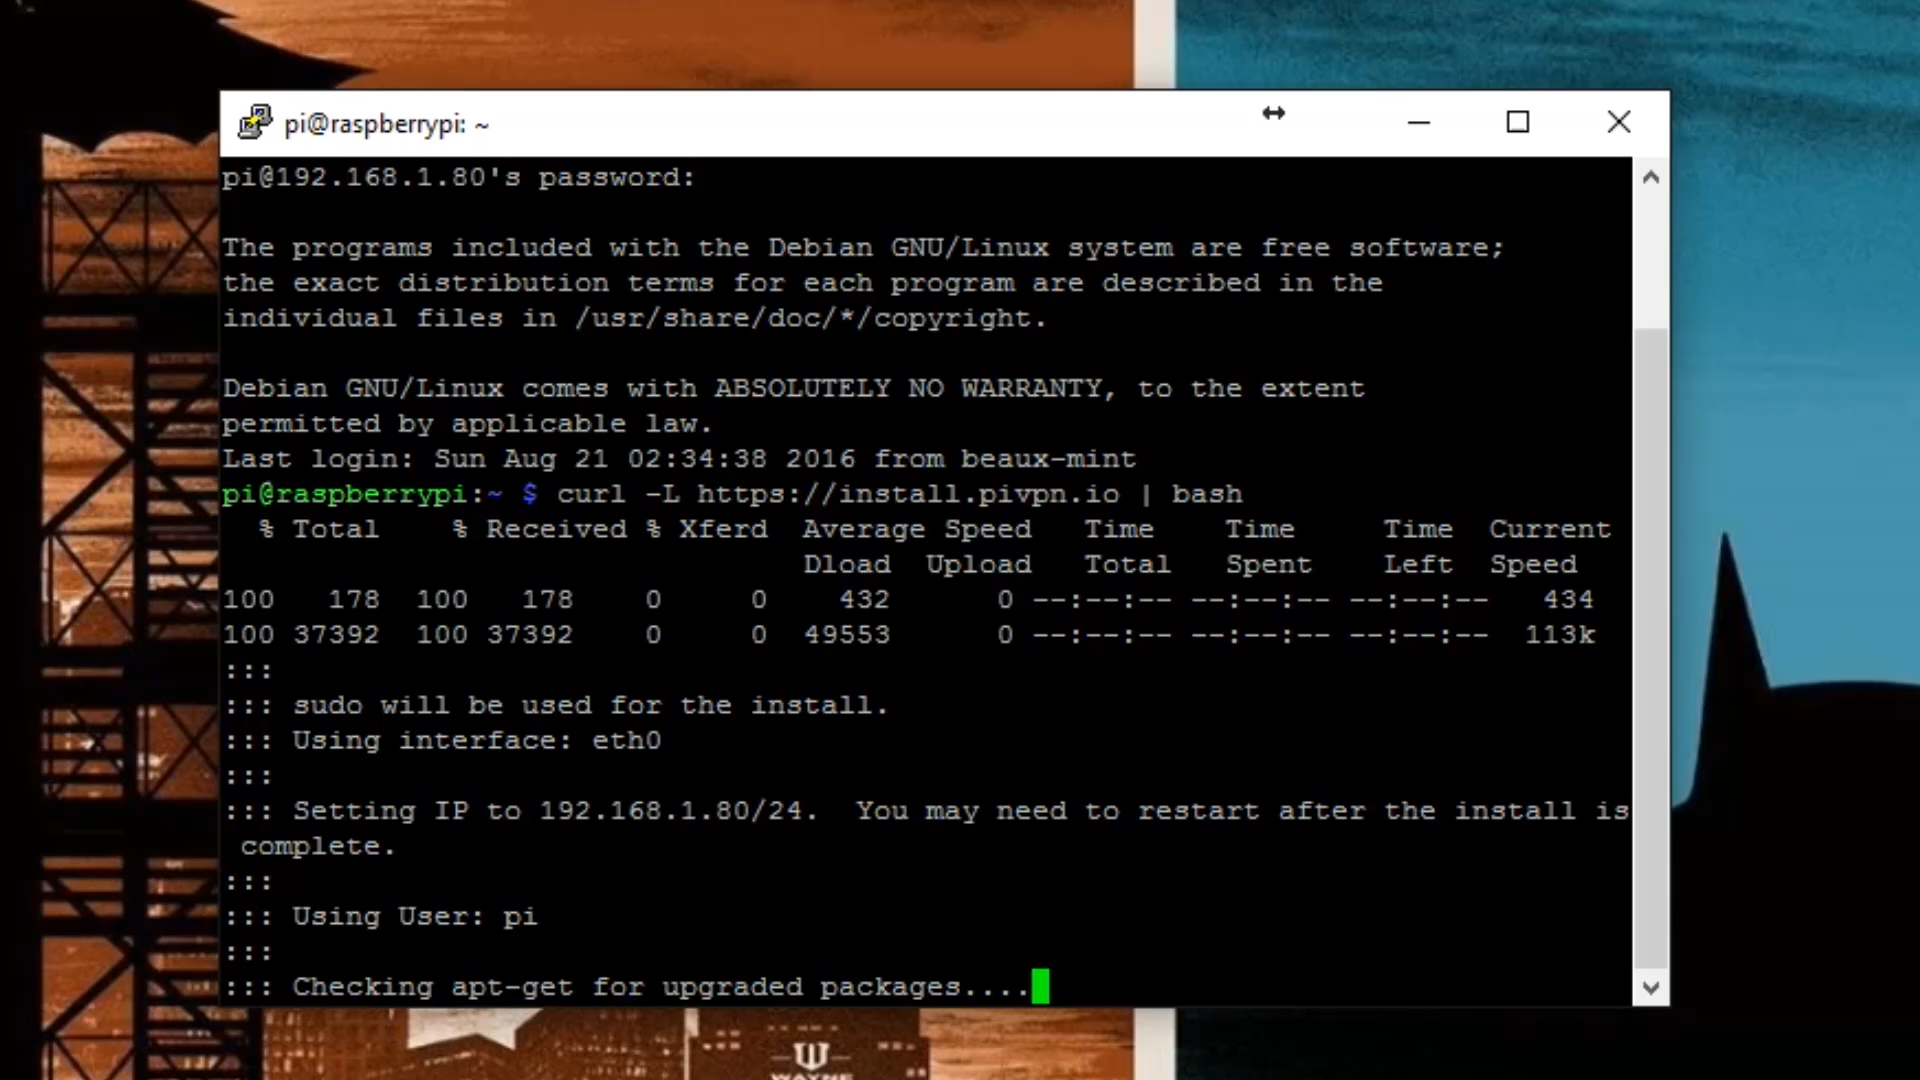 pi@raspberrypi: ~
pi@192.168.1.80's password:
The programs included with the Debian GNU/Linux system are free software;
the exact distribution terms for each program are described in the
individual files in /usr/share/doc/*/copyright.
Debian GNU/Linux comes with ABSOLUTELY NO WARRANTY, to the extent
permitted by applicable law.
Last login: Sun Aug 21 02:34:38 2016 from beaux-mint
pi@raspberrypi:~ $ curl -L https://install.pivpn.io | bash
% Total % Received % Xferd Average Speed Time Time Time Current
Dload Upload Total Spent Left Speed
100 178 100 178 0 0 432 0 --:--:-- --:--:-- --:--:-- 434
100 37392 100 37392 0 0 49553 0 --:--:-- --:--:-- --:--:-- 113k
:::
::: sudo will be used for the install.
::: Using interface: eth0
:::
::: Setting IP to 192.168.1.80/24.  You may need to restart after the install is
complete.
:::
::: Using User: pi
:::
::: Checking apt-get for upgraded packages....
WAYNE